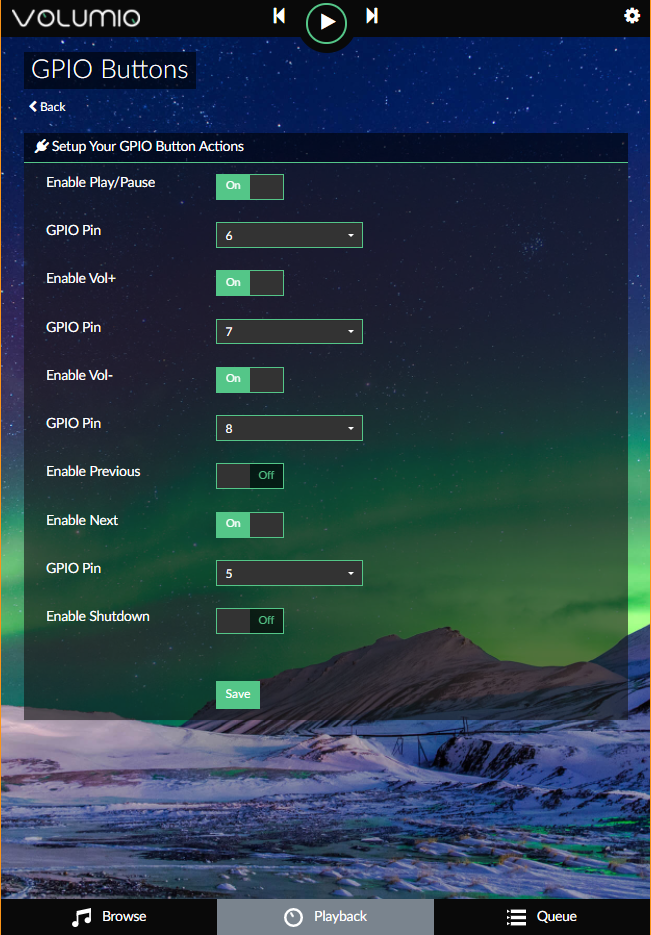 VOLUMIO
GPIO Buttons
Back
Setup Your GPIO Button Actions
Enable Play/Pause On
GPIO Pin 6
Enable Vol+ On
GPIO Pin 7
Enable Vol- On
GPIO Pin 8
Enable Previous Off
Enable Next On
GPIO Pin 5
Enable Shutdown Off
Save
Browse Playback Queue